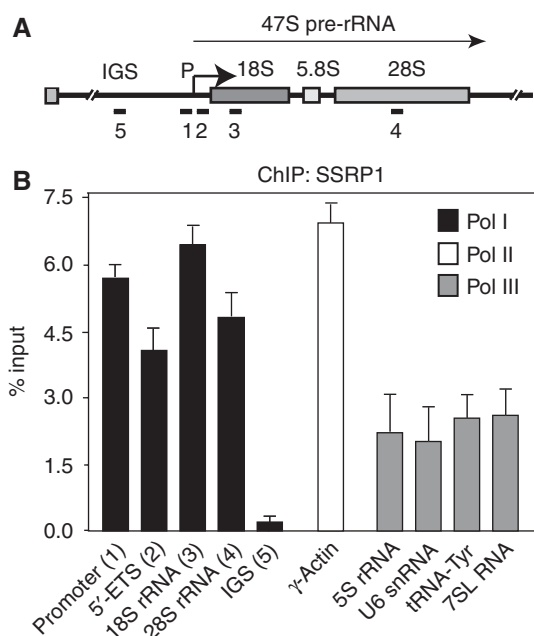 A
47S pre-rRNA
IGS P 18S 5.8S 28S
5 1 2 3 4
B
ChIP: SSRP1
7.5
6.0
4.5
3.0
1.5
0.0
% input
Pol I
Pol II
Pol III
Promoter (1)
5′-ETS (2)
18S rRNA (3)
28S rRNA (4)
IGS (5)
γ-Actin
5S rRNA
U6 snRNA
tRNA-Tyr
7SL RNA